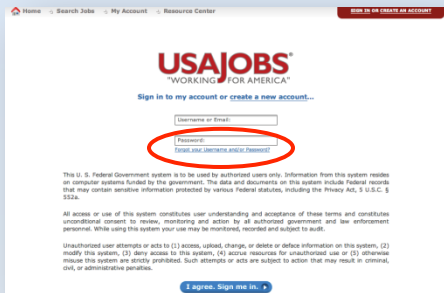 Home Search Jobs My Account Resource Center SIGN IN OR CREATE AN ACCOUNT
USAJOBS®
"WORKING FOR AMERICA"
Sign in to my account or create a new account...
Username or Email:
Password:
Forgot your Username and/or Password?
This U. S. Federal Government system is to be used by authorized users only. Information from this system resides
on computer systems funded by the government. The data and documents on this system include Federal records
that may contain sensitive information protected by various Federal statutes, including the Privacy Act, 5 U.S.C. §
552a.
All access or use of this system constitutes user understanding and acceptance of these terms and constitutes
unconditional consent to review, monitoring and action by all authorized government and law enforcement
personnel. While using this system your use may be monitored, recorded and subject to audit.
Unauthorized user attempts or acts to (1) access, upload, change, or delete or deface information on this system, (2)
modify this system, (3) deny access to this system, (4) accrue resources for unauthorized use or (5) otherwise
misuse this system are strictly prohibited. Such attempts or acts are subject to action that may result in criminal,
civil, or administrative penalties.
I agree. Sign me in.